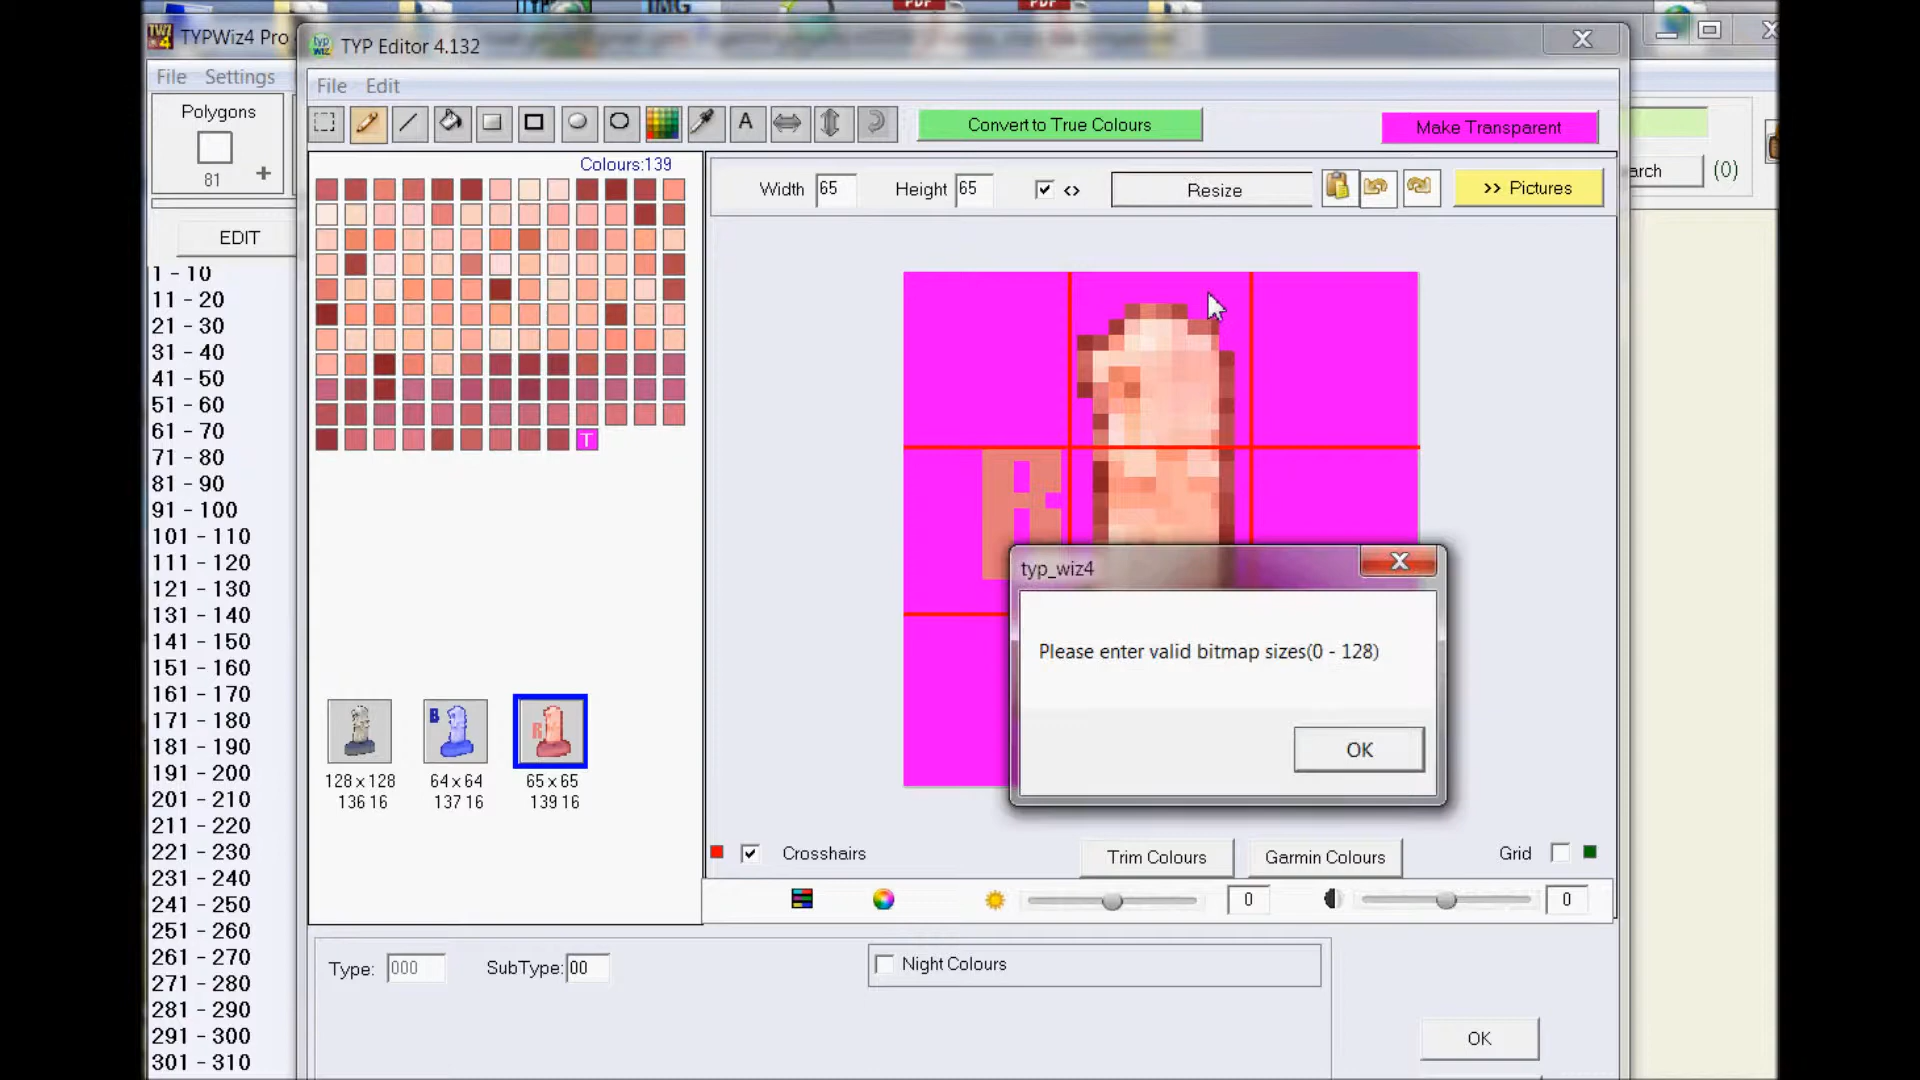 PDF
IMG
PDF
TYPWiz4 Pro
TYP Editor 4.132
File Settings
File Edit
Polygons
81 +
A
Convert to True Colours
Make Transparent
Colours:139
Width 65
Height 65
<>
Resize
>> Pictures
arch
(0)
EDIT
1 - 10
11 - 20
21 - 30
31 - 40
41 - 50
51 - 60
61 - 70
71 - 80
81 - 90
91 - 100
101 - 110
111 - 120
121 - 130
131 - 140
141 - 150
151 - 160
161 - 170
171 - 180
181 - 190
191 - 200
201 - 210
211 - 220
221 - 230
231 - 240
241 - 250
251 - 260
261 - 270
271 - 280
281 - 290
291 - 300
301 - 310
T
R
typ_wiz4
Please enter valid bitmap sizes(0 - 128)
OK
B
R
128 x 128
136 16
64 x 64
137 16
65 x 65
139 16
Crosshairs
Trim Colours
Garmin Colours
Grid
0
0
Type: 000
SubType: 00
Night Colours
OK